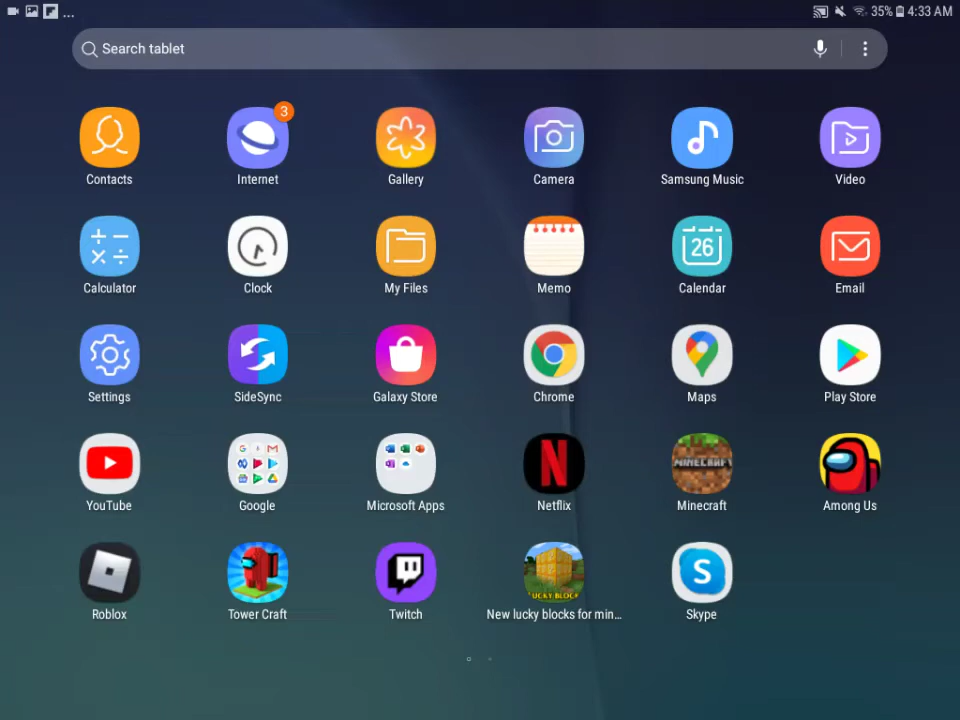 ... 35% 4:33 AM
Search tablet
3
Contacts Internet Gallery Camera Samsung Music Video
26
Calculator Clock My Files Memo Calendar Email
Settings SideSync Galaxy Store Chrome Maps Play Store
N MINECRAFT
YouTube Google Microsoft Apps Netflix Minecraft Among Us
LUCKY BLOCK S
Roblox Tower Craft Twitch New lucky blocks for min... Skype